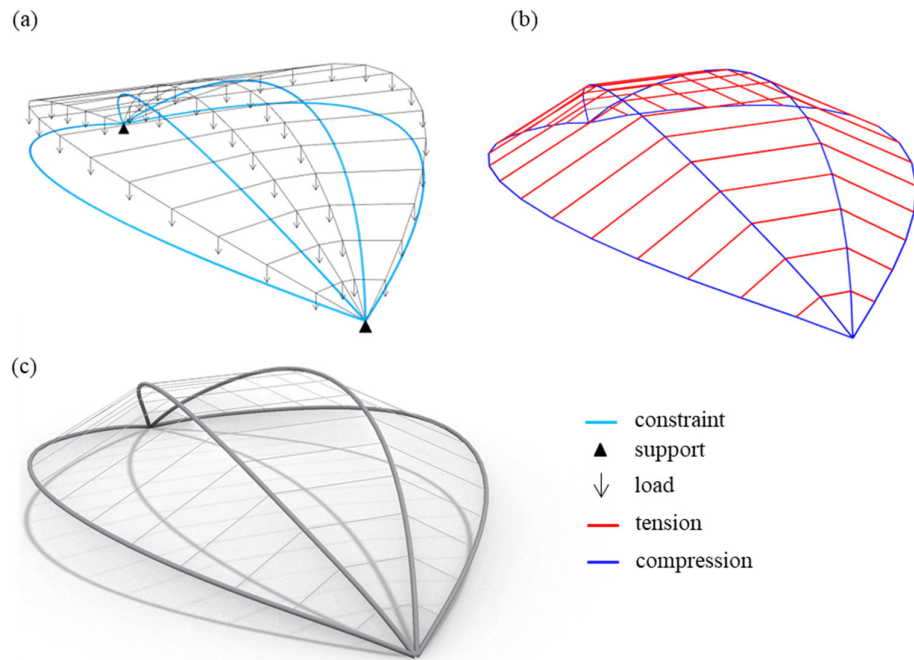 (a)
(b)
(c)
constraint
support
load
tension
compression